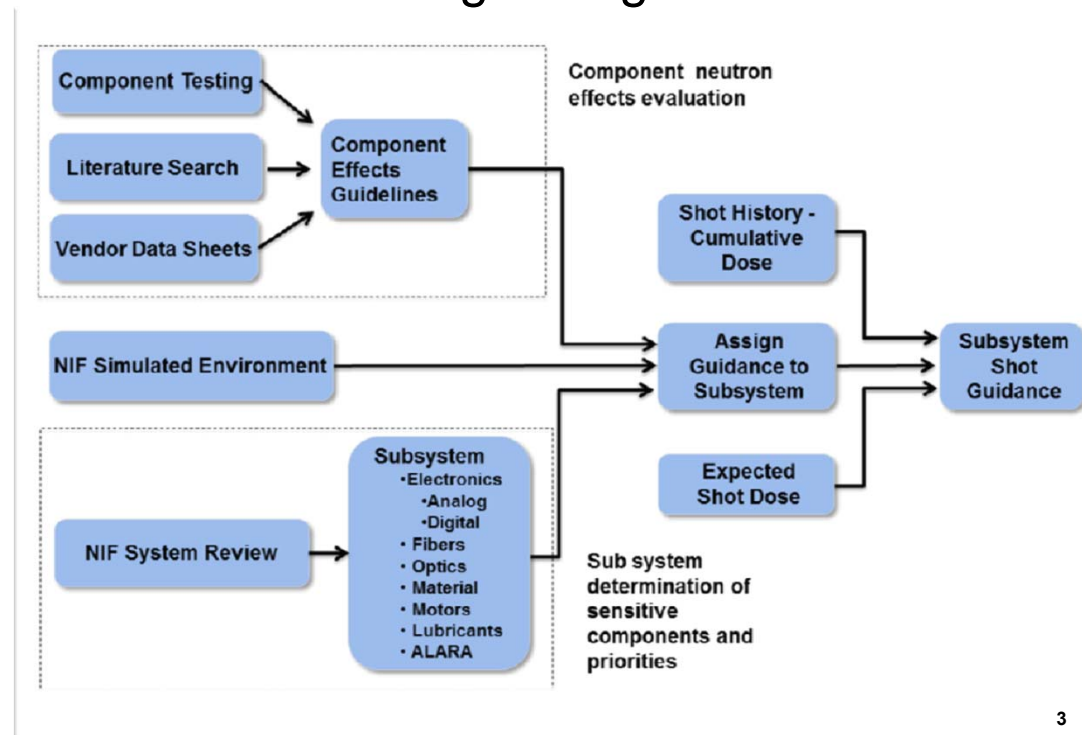 Component Testing
Literature Search
Vendor Data Sheets
Component
Effects
Guidelines
Component neutron
effects evaluation
Shot History -
Cumulative
Dose
NIF Simulated Environment
Assign
Guidance to
Subsystem
Subsystem
Shot
Guidance
Expected
Shot Dose
NIF System Review
Subsystem
•Electronics
•Analog
•Digital
• Fibers
• Optics
• Material
• Motors
• Lubricants
• ALARA
Sub system
determination of
sensitive
components and
priorities
3